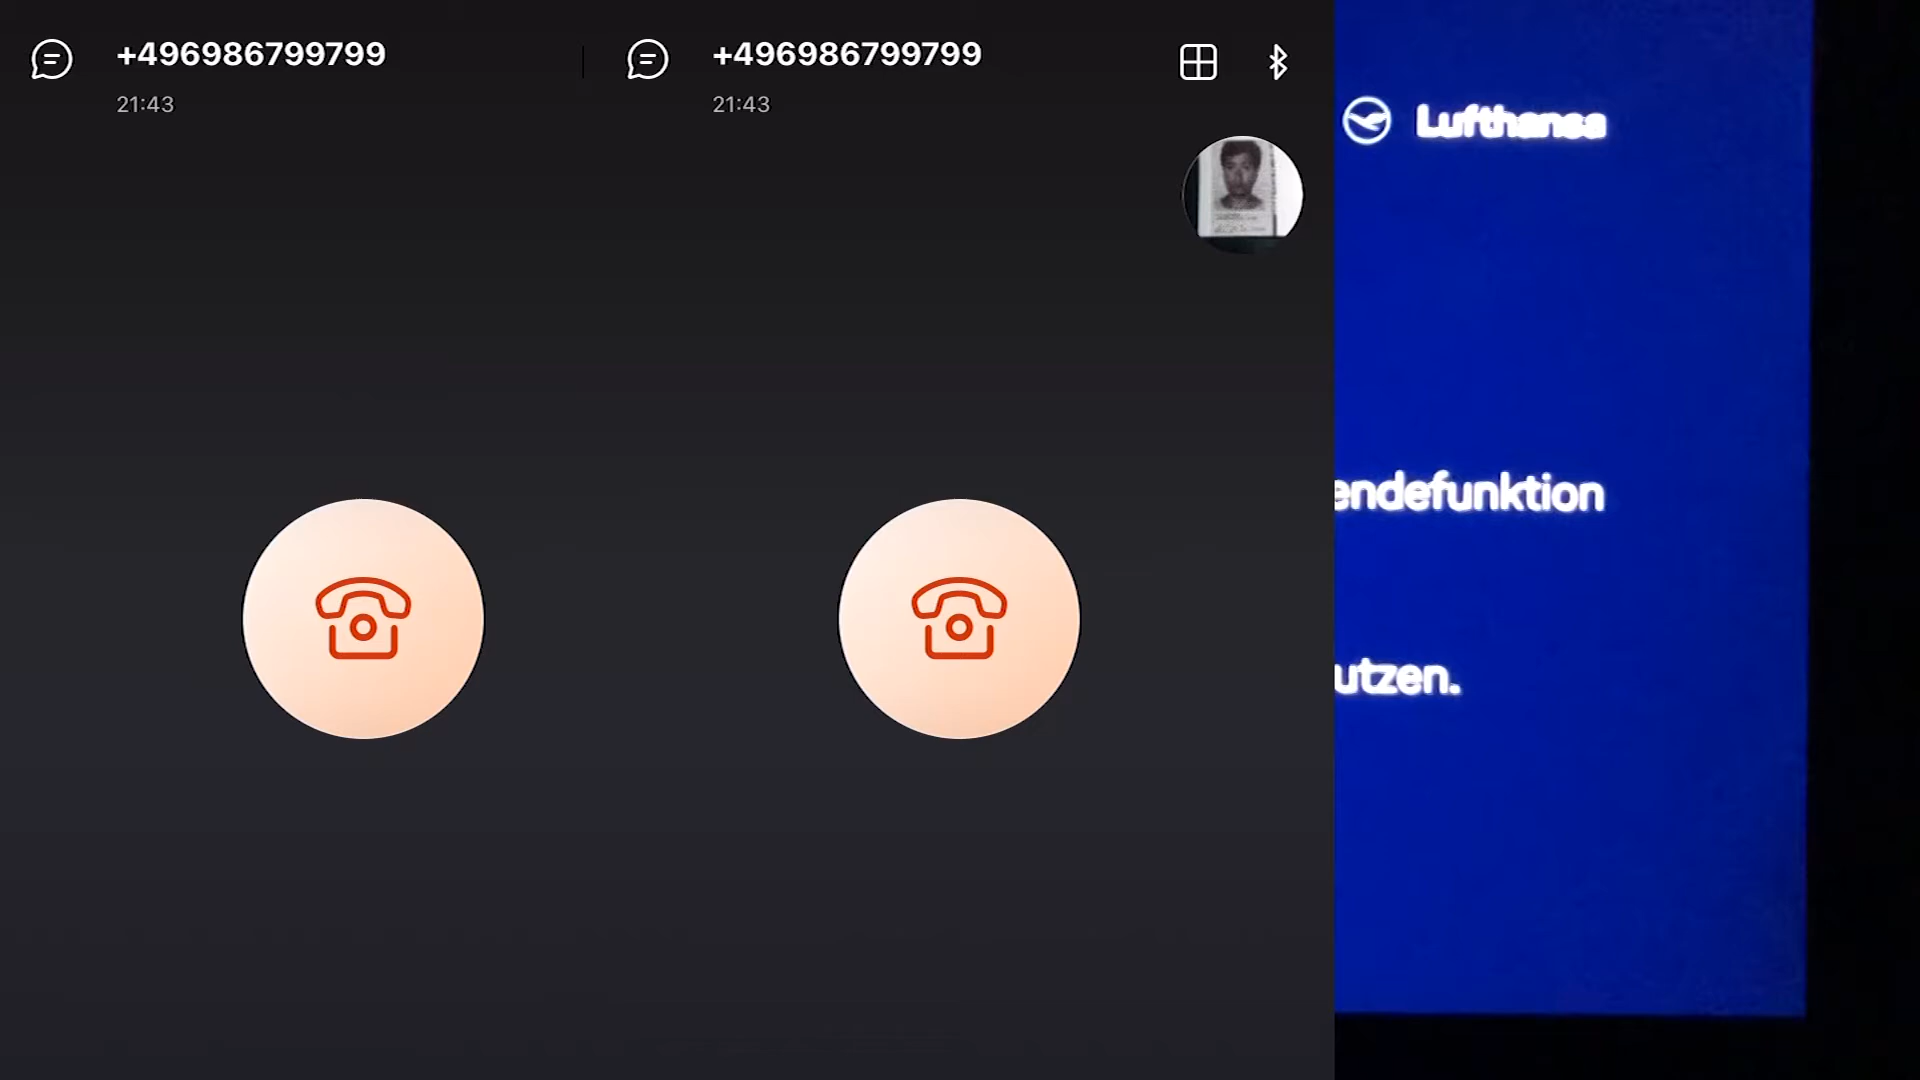 +496986799799
21:43
+496986799799
21:43
Lufthansa
endefunktion
utzen.